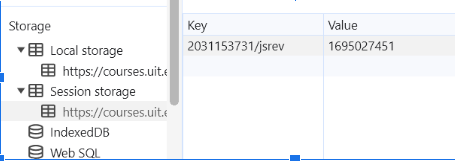 Storage
Local storage
https://courses.uit.e
Session storage
https://courses.uit.e
IndexedDB
Web SQL
Key Value
2031153731/jsrev 1695027451